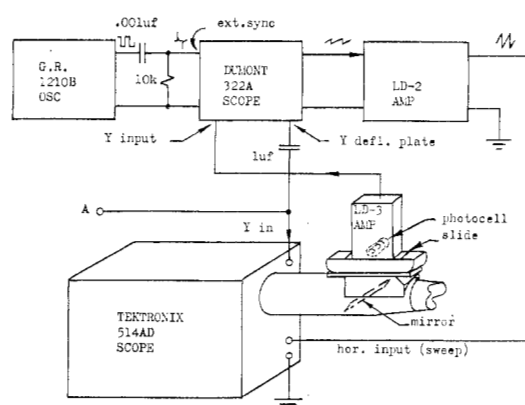 .001uf
ext.sync
G.R.
1210B
OSC
10k
DUMONT
322A
SCOPE
LD-2
AMP
Y input
Y defl. plate
1uf
A
Y in
LD-3
AMP
photocell
slide
TEKTRONIX
514AD
SCOPE
mirror
hor. input (sweep)